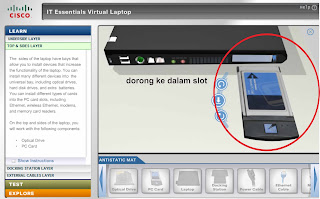 CISCO
IT Essentials Virtual Laptop
Help
LEARN
UNDERSIDE LAYER
TOP & SIDES LAYER
The sides of the laptop have bays that allow you to install devices that increase the functionality of the laptop. You can install many different devices into the universal bay, including optical drives, hard disk drives, and extra batteries. You can install different types of cards into the PC card slots, including Ethernet, wireless Ethernet, modems, and memory card readers.
On the top and sides of the laptop, you will work with the following components:
• Optical Drive
• PC Card
Show Instructions
DOCKING STATION LAYER
EXTERNAL CABLES LAYER
TEST
EXPLORE
dorong ke dalam slot
ANTISTATIC MAT
Optical Drive
PC Card
Laptop
Docking Station
Power Cable
Ethernet Cable